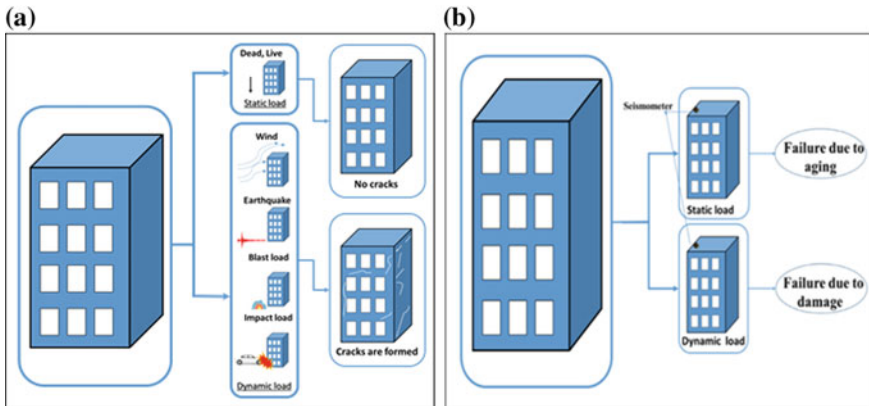 (a)
Dead, Live
Static load
Wind
Earthquake
Blast load
Impact load
Dynamic load
No cracks
Cracks are formed
(b)
Seismometer
Static load
Dynamic load
Failure due to
aging
Failure due to
damage